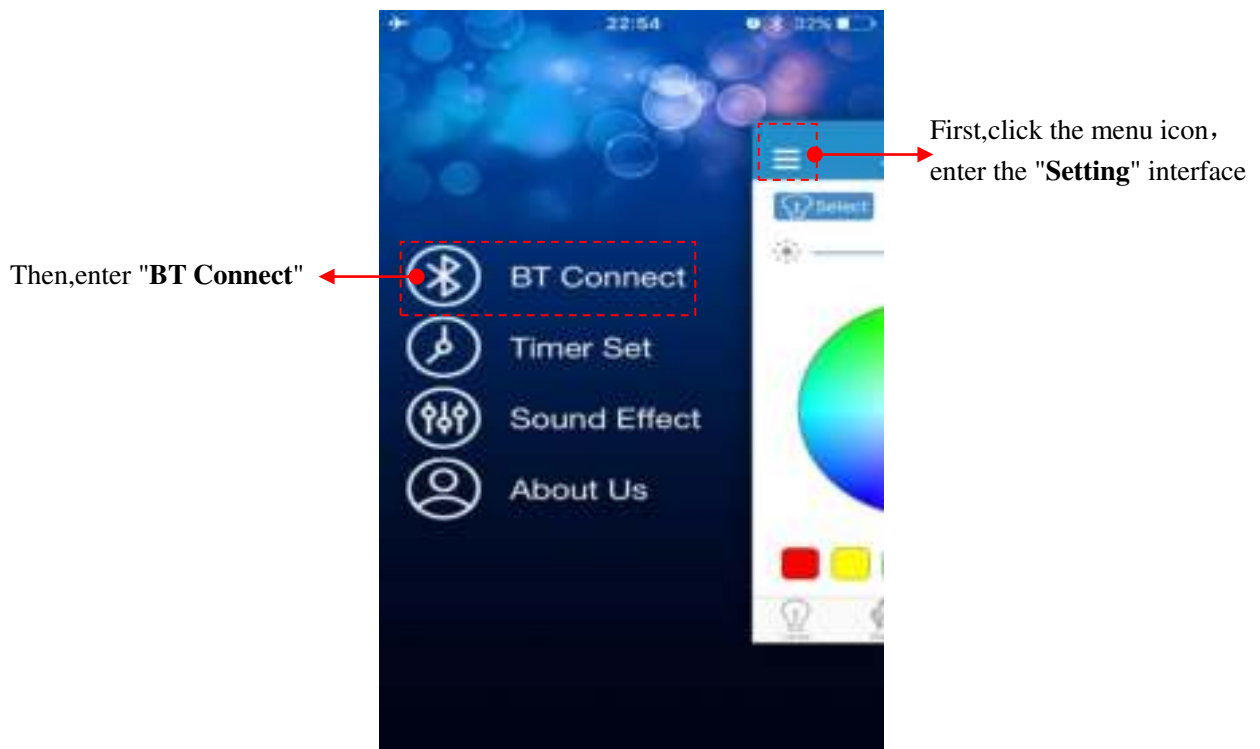 22:54
32%
First,click the menu icon，
enter the "Setting" interface
Select
Then,enter "BT Connect"
BT Connect
Timer Set
Sound Effect
About Us